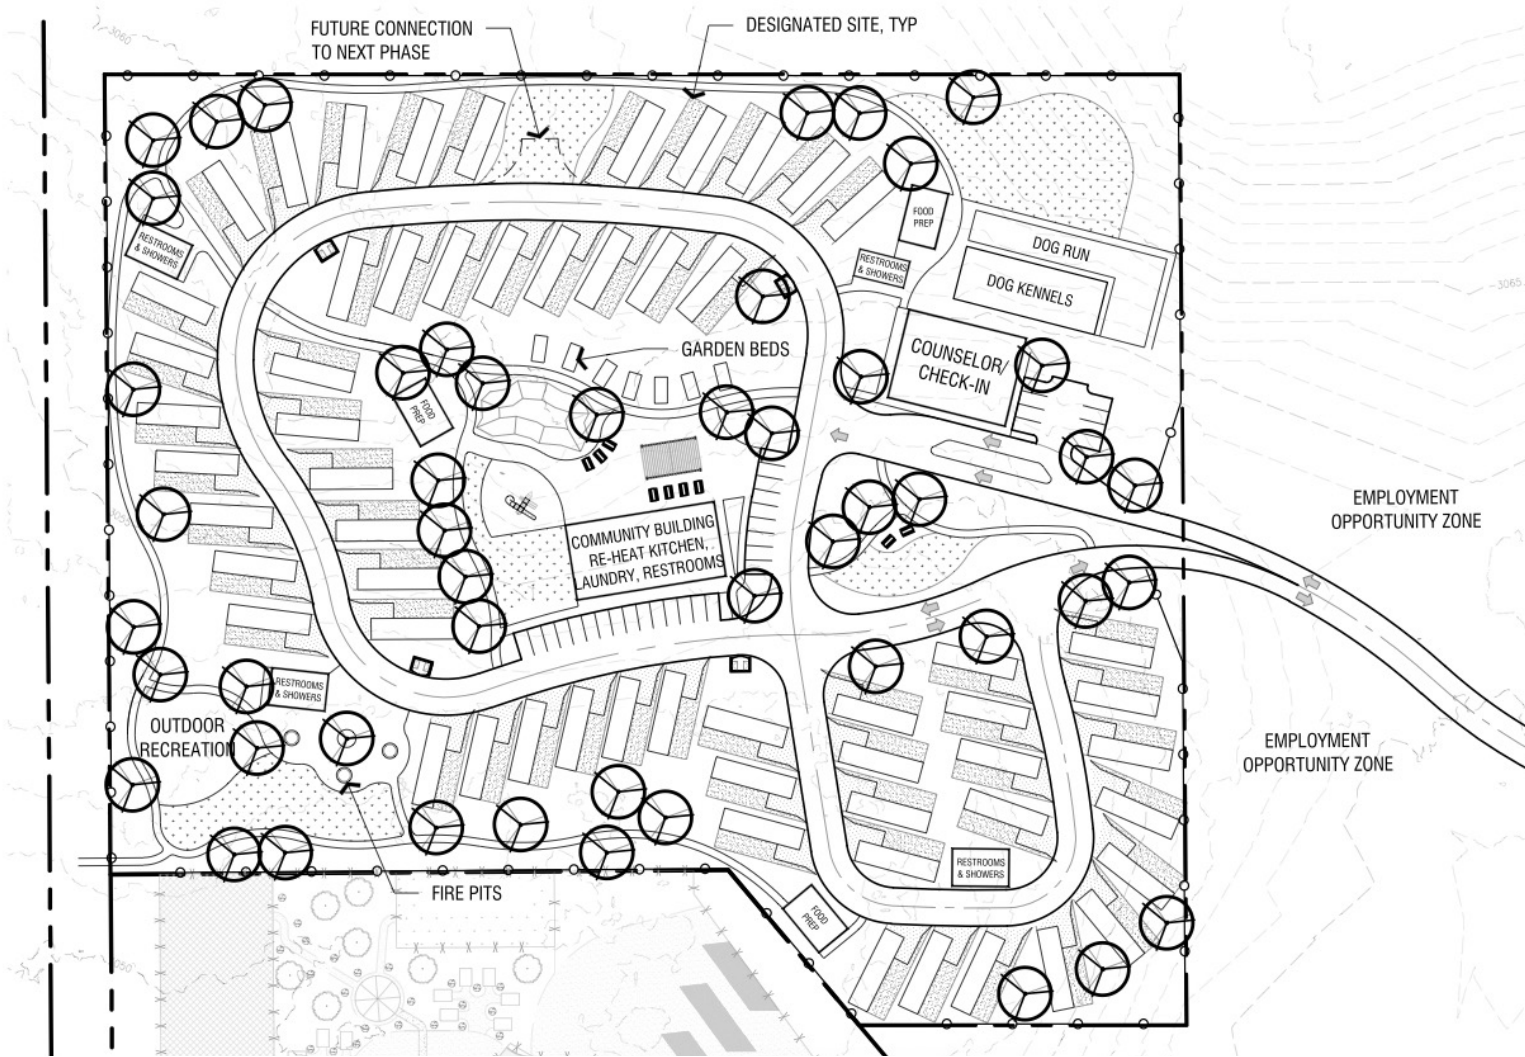 3060
FUTURE CONNECTION
TO NEXT PHASE
DESIGNATED SITE, TYP
FOOD
PREP
RESTROOMS
& SHOWERS
RESTROOMS
& SHOWERS
DOG RUN
DOG KENNELS
3065
GARDEN BEDS
COUNSELOR/
CHECK-IN
FOOD
PREP
EMPLOYMENT
OPPORTUNITY ZONE
COMMUNITY BUILDING
RE-HEAT KITCHEN,
LAUNDRY, RESTROOMS
RESTROOMS
& SHOWERS
OUTDOOR
RECREATION
EMPLOYMENT
OPPORTUNITY ZONE
RESTROOMS
& SHOWERS
FIRE PITS
FOOD
PREP